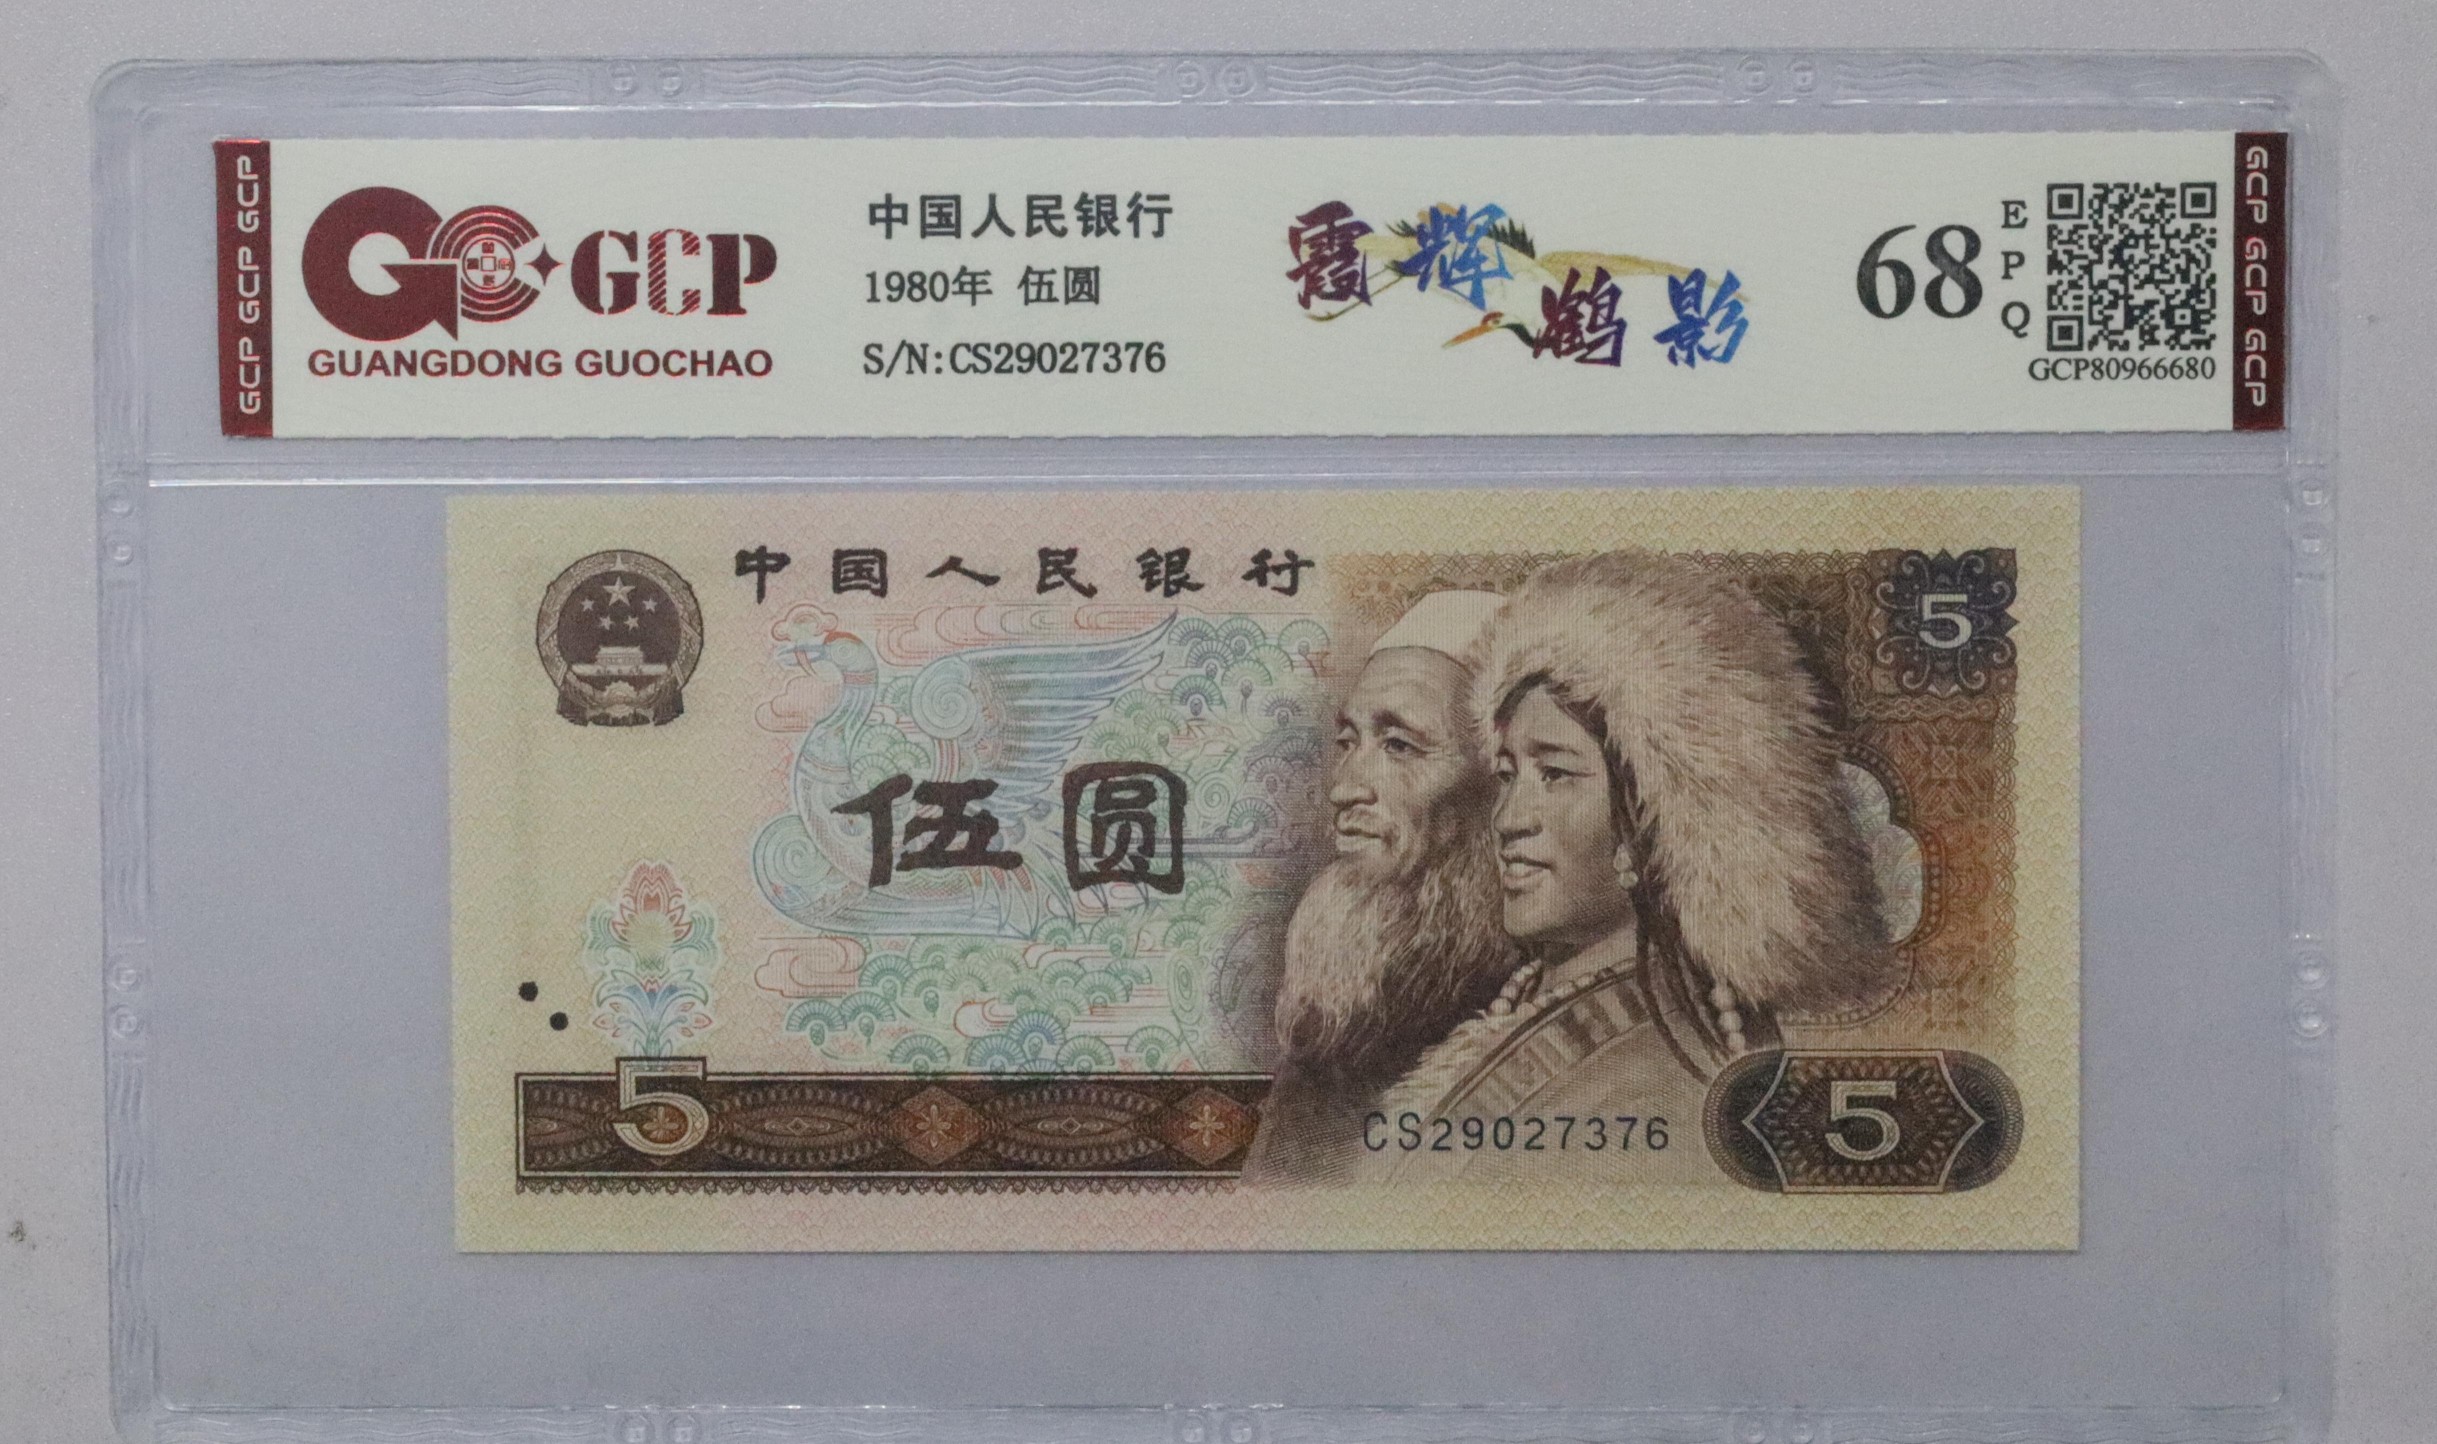 GCP GCP GCP
GCP
GUANGDONG GUOCHAO
中国人民银行
1980年 伍圆
S/N:CS29027376
霞辉
鹤影
68
EPQ
GCP80966680
GCP GCP GCP
中国人民银行
5
伍圆
5
CS29027376
5